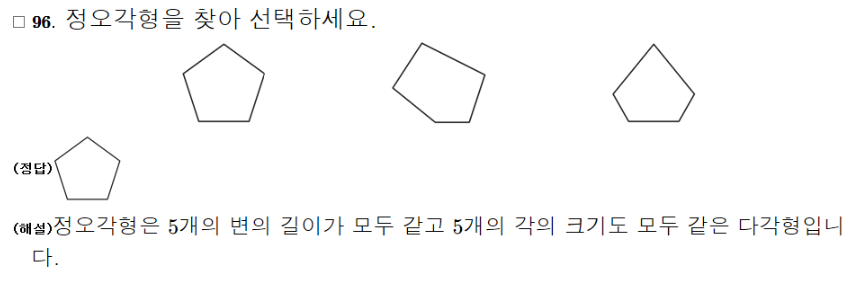 □ 96. 정오각형을 찾아 선택하세요.
(정답)
(해설)정오각형은 5개의 변의 길이가 모두 같고 5개의 각의 크기도 모두 같은 다각형입니
다.